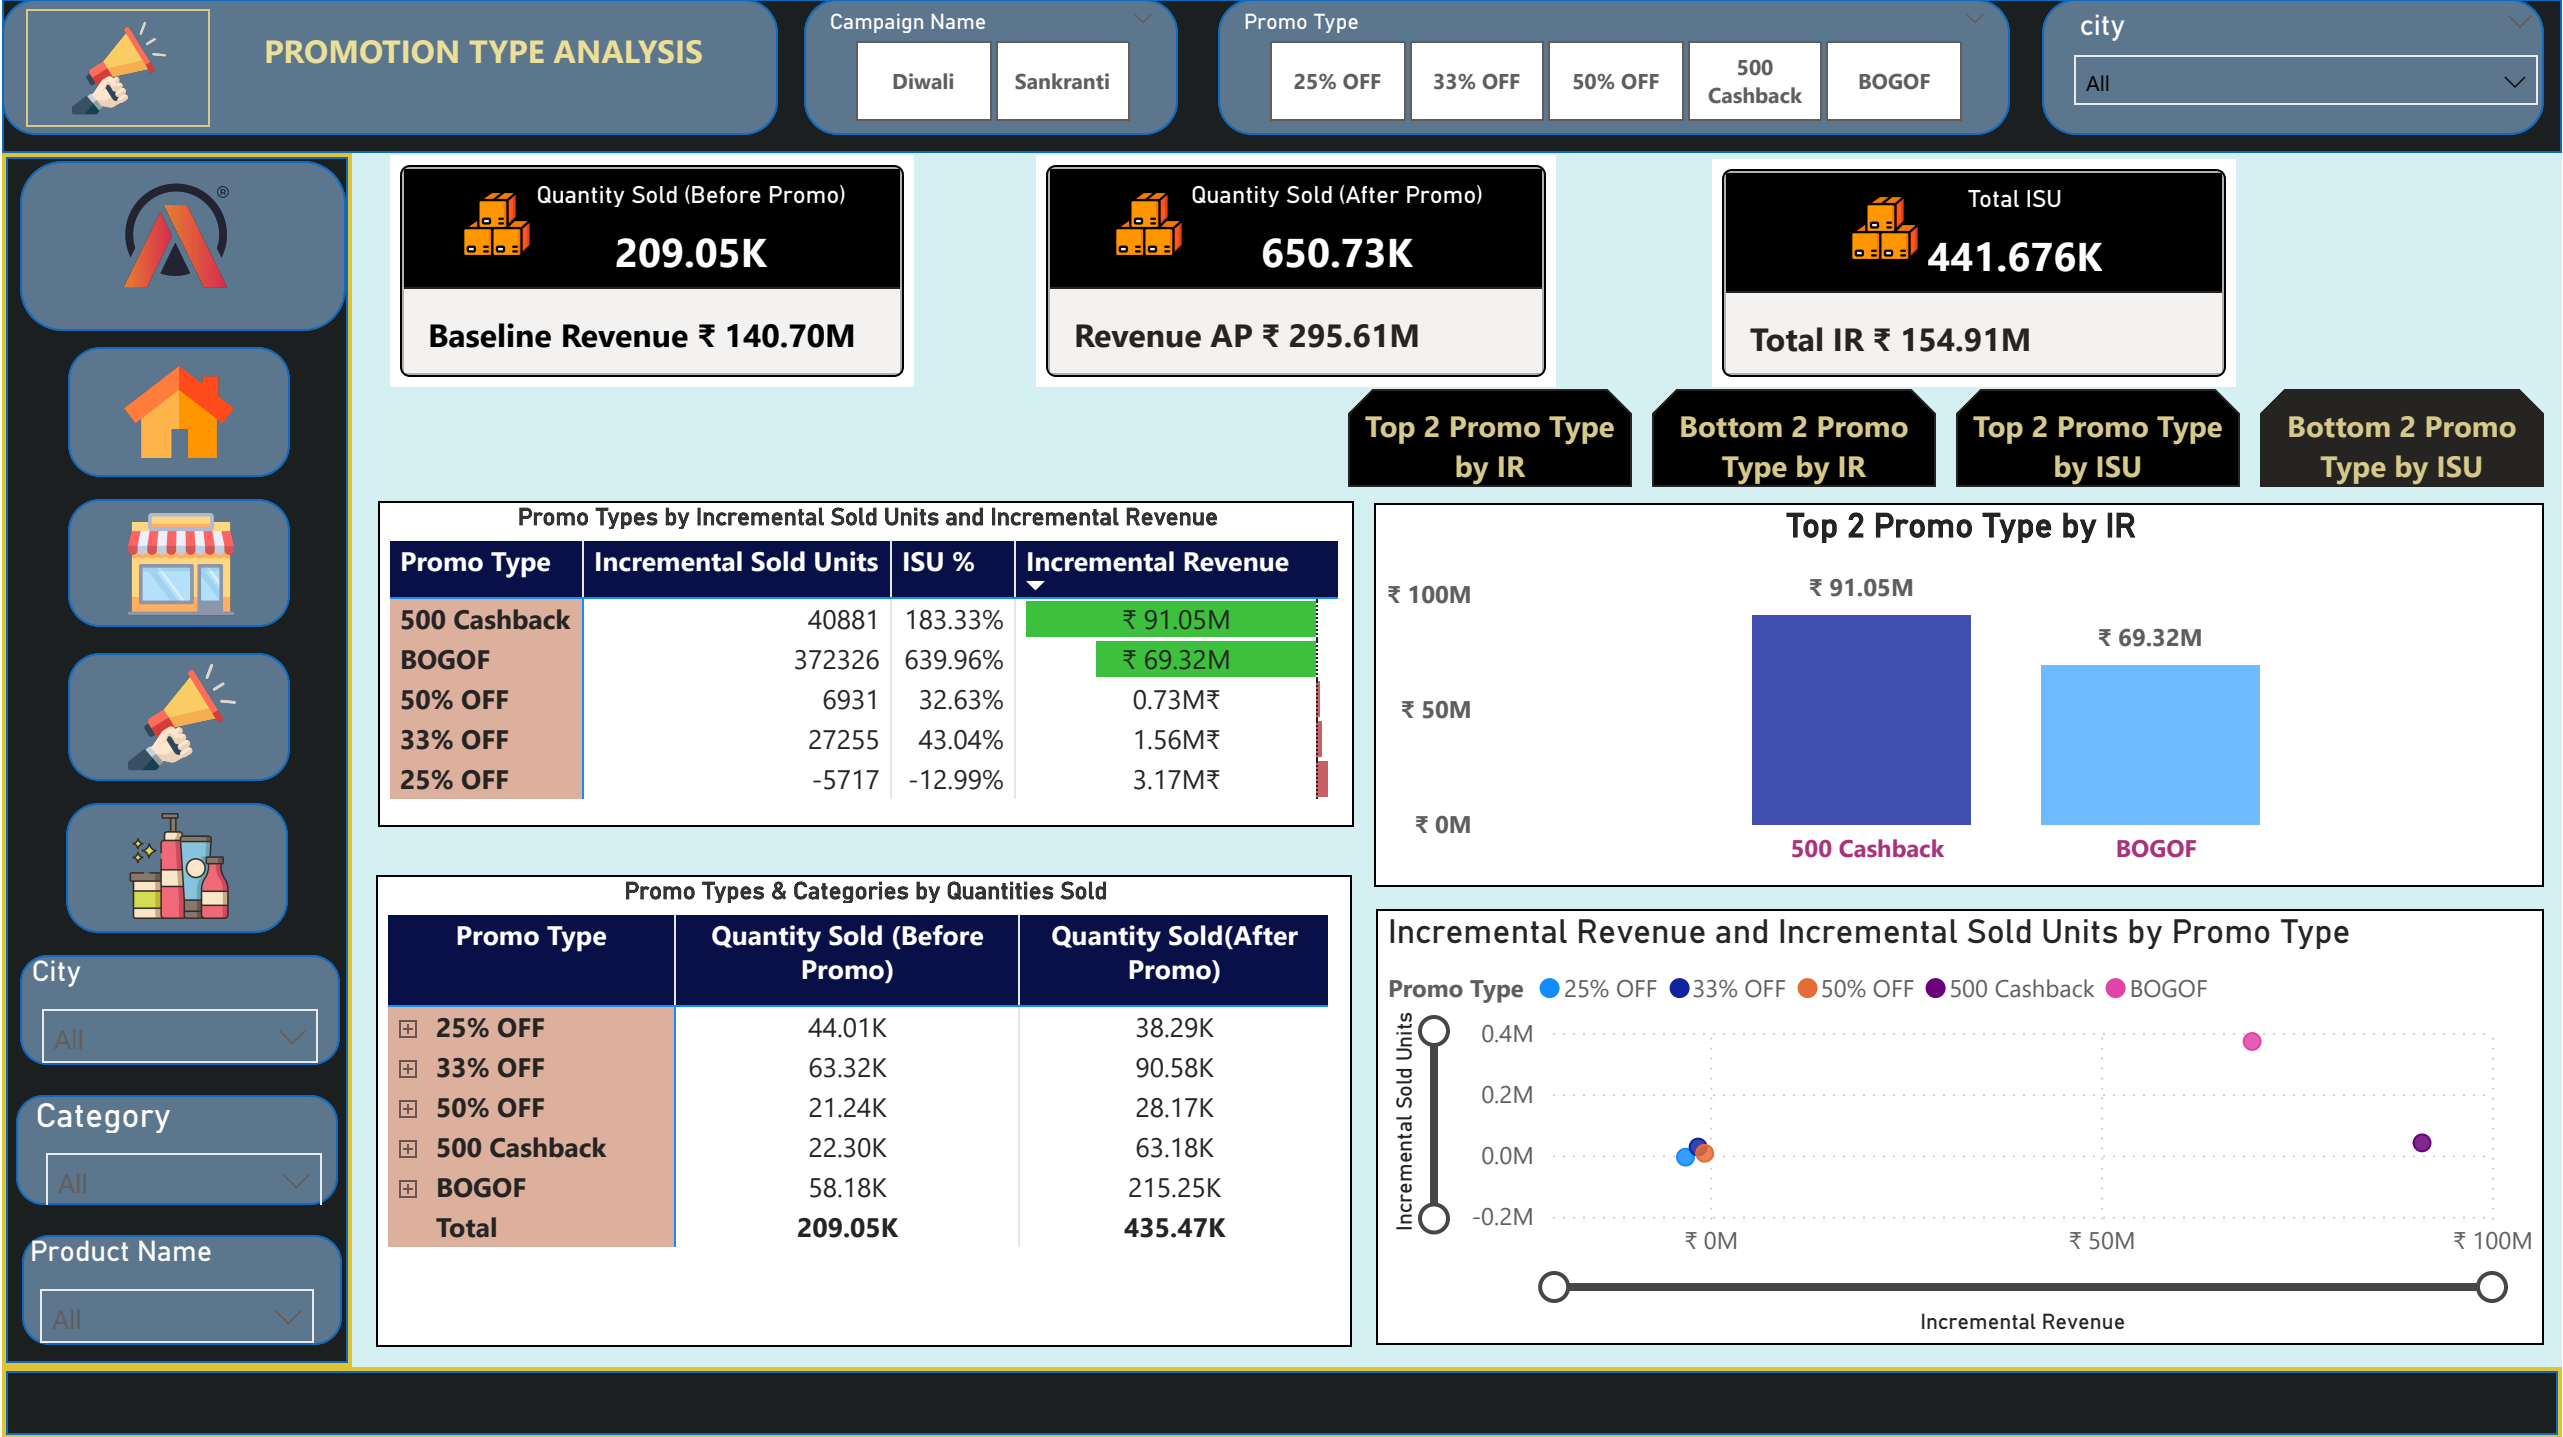 PROMOTION TYPE ANALYSIS
Campaign Name
Diwali
Sankranti
Promo Type
25% OFF
33% OFF
50% OFF
500
Cashback
BOGOF
city
All
®
Quantity Sold (Before Promo)
209.05K
Baseline Revenue ₹ 140.70M
Quantity Sold (After Promo)
650.73K
Revenue AP ₹ 295.61M
Total ISU
441.676K
Total IR ₹ 154.91M
Top 2 Promo Type
by IR
Bottom 2 Promo
Type by IR
Top 2 Promo Type
by ISU
Bottom 2 Promo
Type by ISU
Promo Types by Incremental Sold Units and Incremental Revenue
Promo Type Incremental Sold Units ISU % Incremental Revenue
500 Cashback 40881 183.33% ₹ 91.05M
BOGOF 372326 639.96% ₹ 69.32M
50% OFF 6931 32.63% 0.73M₹
33% OFF 27255 43.04% 1.56M₹
25% OFF -5717 -12.99% 3.17M₹
Top 2 Promo Type by IR
₹ 100M
₹ 50M
₹ 0M
₹ 91.05M
₹ 69.32M
500 Cashback
BOGOF
Promo Types & Categories by Quantities Sold
Promo Type
Quantity Sold (Before
Promo)
Quantity Sold(After
Promo)
25% OFF 44.01K 38.29K
33% OFF 63.32K 90.58K
50% OFF 21.24K 28.17K
500 Cashback 22.30K 63.18K
BOGOF 58.18K 215.25K
Total 209.05K 435.47K
Incremental Revenue and Incremental Sold Units by Promo Type
Promo Type 25% OFF 33% OFF 50% OFF 500 Cashback BOGOF
Incremental Sold Units
0.4M
0.2M
0.0M
-0.2M
₹ 0M
₹ 50M
₹ 100M
Incremental Revenue
City
All
Category
All
Product Name
All